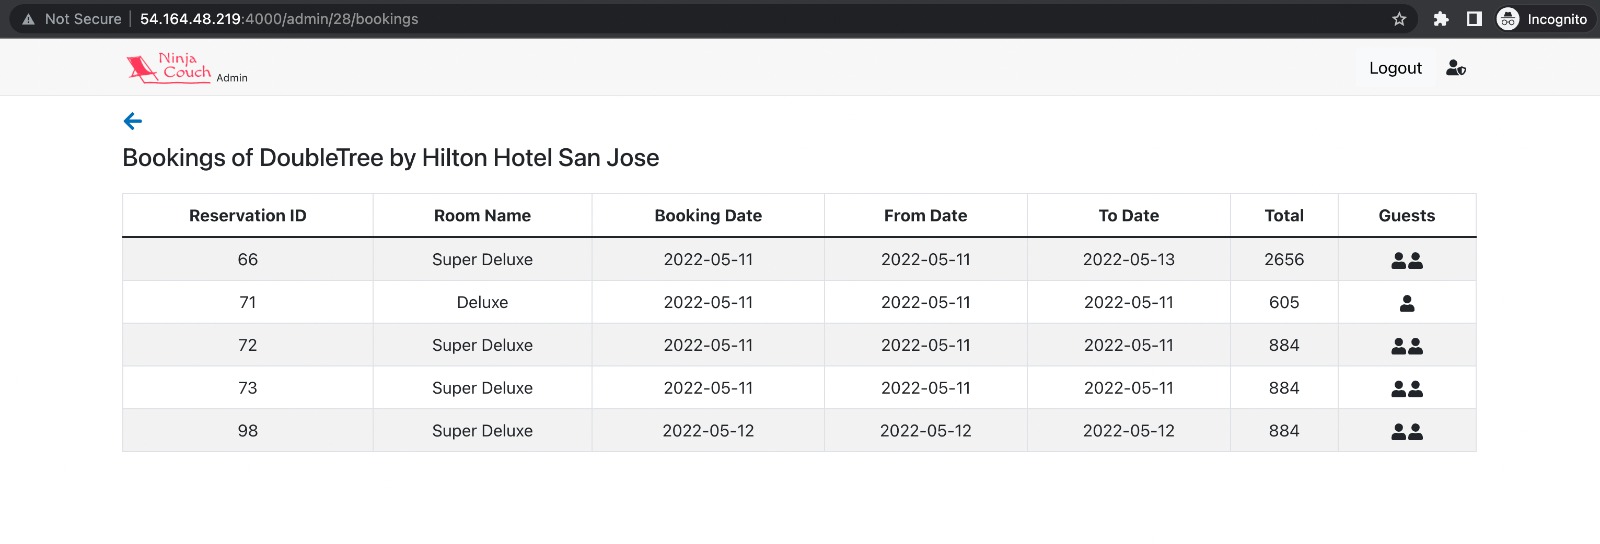 Not Secure | 54.164.48.219:4000/admin/28/bookings Incognito
Ninja Couch Admin Logout
Bookings of DoubleTree by Hilton Hotel San Jose
Reservation ID Room Name Booking Date From Date To Date Total Guests
66 Super Deluxe 2022-05-11 2022-05-11 2022-05-13 2656
71 Deluxe 2022-05-11 2022-05-11 2022-05-11 605
72 Super Deluxe 2022-05-11 2022-05-11 2022-05-11 884
73 Super Deluxe 2022-05-11 2022-05-11 2022-05-11 884
98 Super Deluxe 2022-05-12 2022-05-12 2022-05-12 884